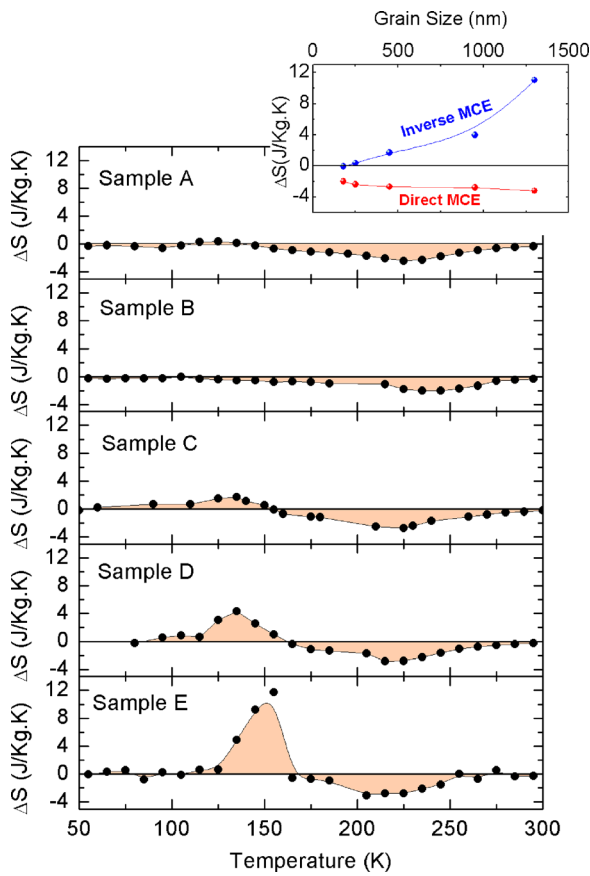 Grain Size (nm)
0 500 1000 1500
12
8
4
0
-4
ΔS(J/Kg.K)
Inverse MCE
Direct MCE
12
8
4
0
-4
ΔS (J/Kg.K)
Sample A
12
8
4
0
-4
ΔS (J/Kg.K)
Sample B
12
8
4
0
-4
ΔS (J/Kg.K)
Sample C
12
8
4
0
-4
ΔS (J/Kg.K)
Sample D
12
8
4
0
-4
ΔS (J/Kg.K)
Sample E
50 100 150 200 250 300
Temperature (K)